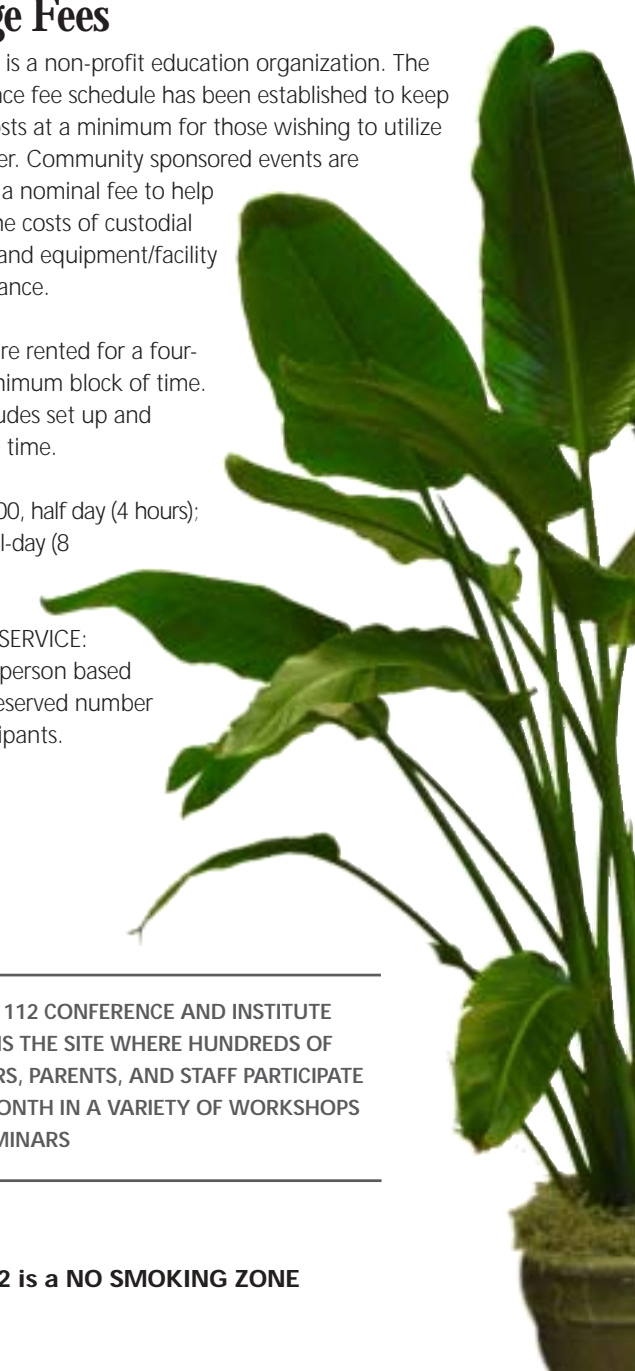 ge Fees
is a non-profit education organization. The
nce fee schedule has been established to keep
sts at a minimum for those wishing to utilize
er. Community sponsored events are
a nominal fee to help
he costs of custodial
and equipment/facility
ance.
re rented for a four-
nimum block of time.
udes set up and
time.
00, half day (4 hours);
l-day (8
SERVICE:
person based
eserved number
ipants.
112 CONFERENCE AND INSTITUTE
IS THE SITE WHERE HUNDREDS OF
RS, PARENTS, AND STAFF PARTICIPATE
ONTH IN A VARIETY OF WORKSHOPS
MINARS
2 is a NO SMOKING ZONE